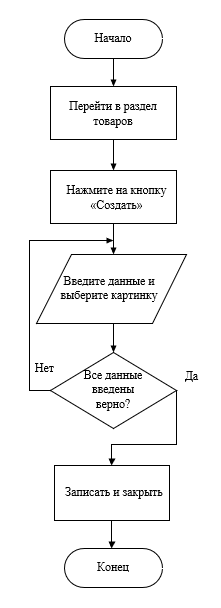 Начало
Перейти в раздел
товаров
Нажмите на кнопку
«Создать»
Введите данные и
выберите картинку
Нет
Все данные
введены
верно?
Да
Записать и закрыть
Конец